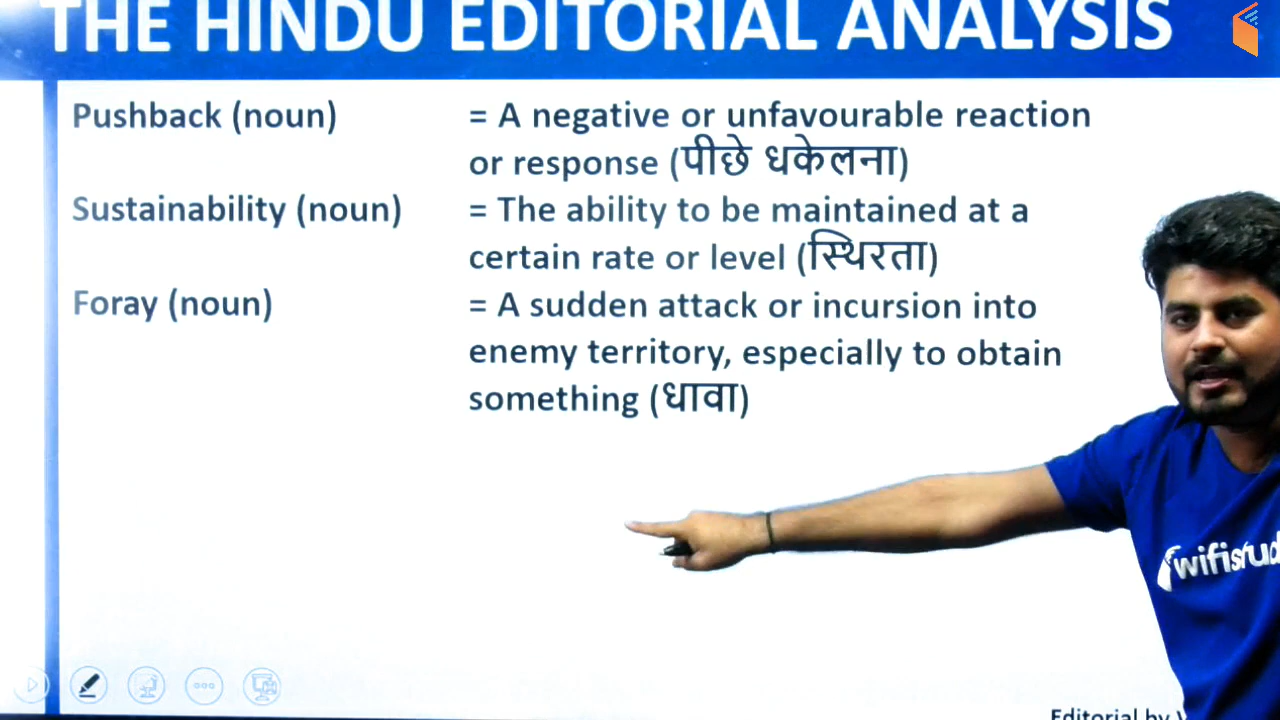 THE HINDU EDITORIAL ANALYSIS
Pushback (noun) = A negative or unfavourable reaction
or response (पीछे धकेलना)
Sustainability (noun) = The ability to be maintained at a
certain rate or level (स्थिरता)
Foray (noun) = A sudden attack or incursion into
enemy territory, especially to obtain
something (धावा)
wifistud
Editorial by